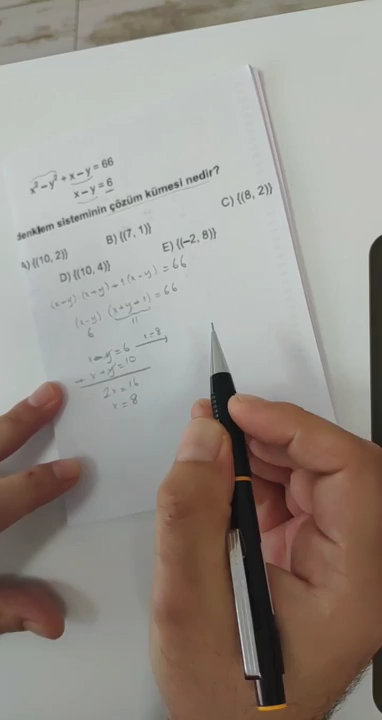 x² – y² + x – y = 66
x – y = 6
denklem sisteminin çözüm kümesi nedir?
A) {(10, 2)}
B) {(7, 1)}
C) {(8, 2)}
D) {(10, 4)}
E) {(–2, 8)}
(x-y)·(x+y)+1(x-y) = 66
(x-y) (x+y+1) = 66
6 11
x-y = 6 x=8
+ x+y = 10
2x = 16
x = 8